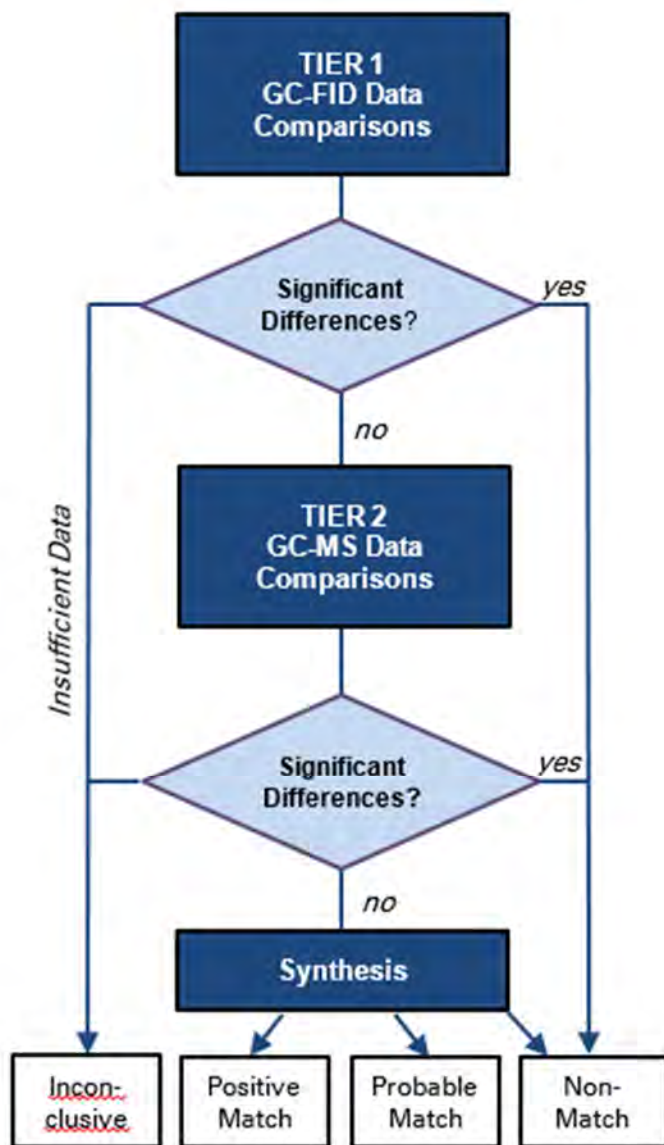 TIER 1
GC-FID Data
Comparisons
Significant
Differences?
yes
no
Insufficient Data
TIER 2
GC-MS Data
Comparisons
Significant
Differences?
yes
no
Synthesis
Incon-
clusive
Positive
Match
Probable
Match
Non-
Match